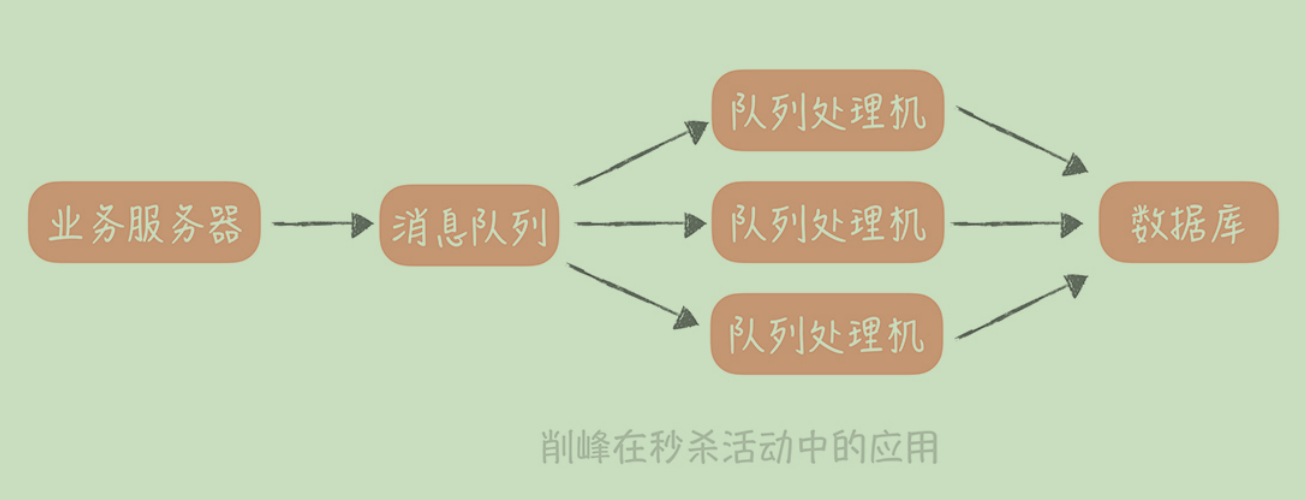 队列处理机
业务服务器
消息队列
队列处理机
数据库
队列处理机
削峰在秒杀活动中的应用